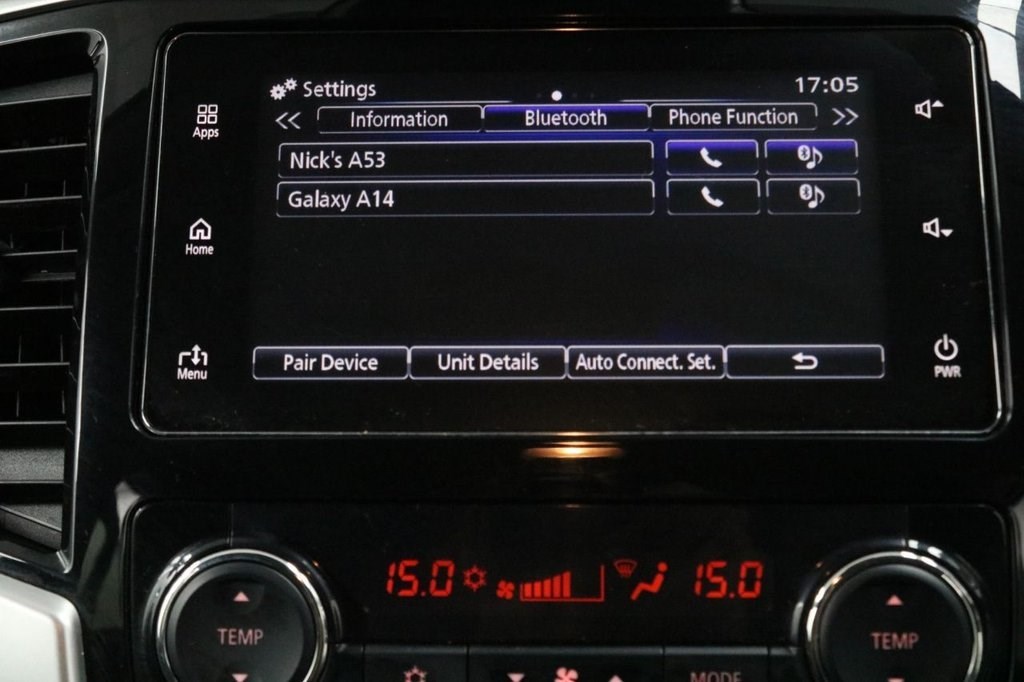 Settings 17:05
<< Information Bluetooth Phone Function >>
Apps
Nick's A53
Galaxy A14
Home
Menu
Pair Device Unit Details Auto Connect. Set.
PWR
15.0 15.0
TEMP TEMP
MODE